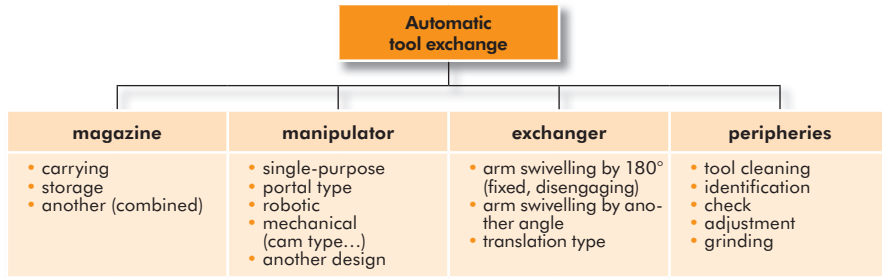 Automatic
tool exchange
magazine
• carrying
• storage
• another (combined)
manipulator
• single-purpose
• portal type
• robotic
• mechanical
(cam type...)
• another design
exchanger
• arm swivelling by 180°
(fixed, disengaging)
• arm swivelling by ano-
ther angle
• translation type
peripheries
• tool cleaning
• identification
• check
• adjustment
• grinding